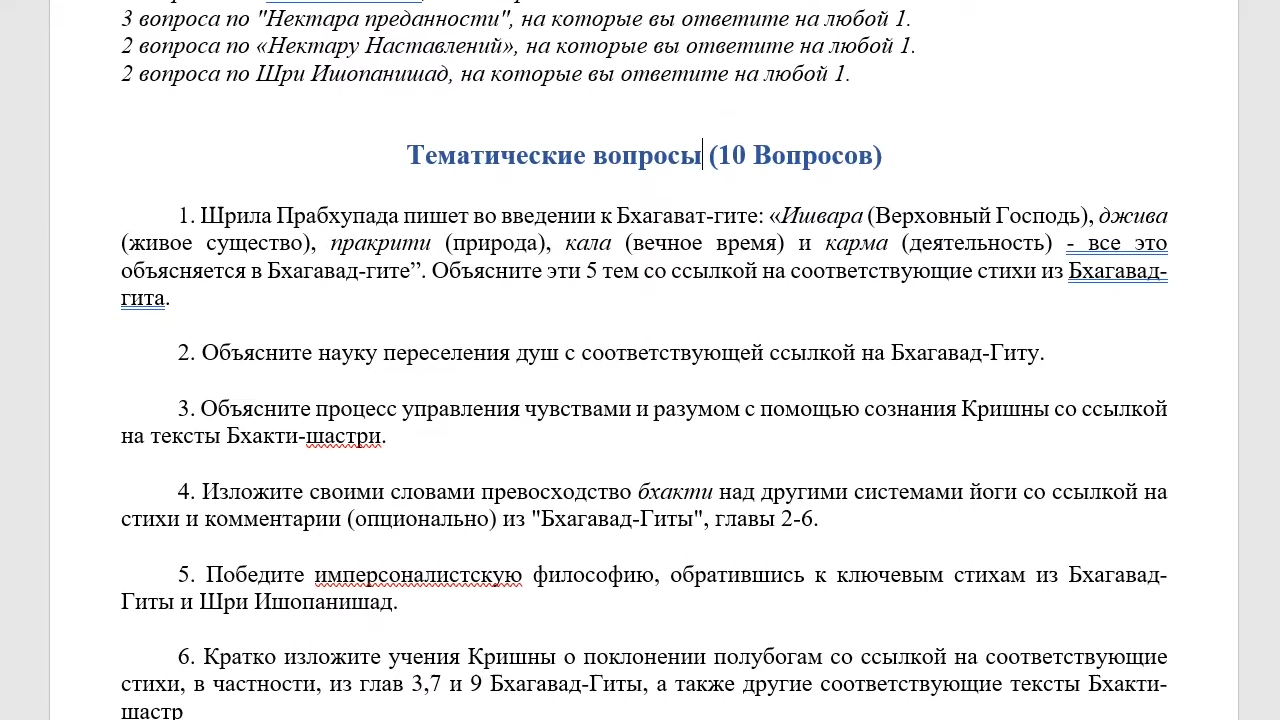 3 вопроса по "Нектара преданности", на которые вы ответите на любой 1.
2 вопроса по «Нектару Наставлений», на которые вы ответите на любой 1.
2 вопроса по Шри Ишопанишад, на которые вы ответите на любой 1.
Тематические вопросы (10 Вопросов)
1. Шрила Прабхупада пишет во введении к Бхагават-гите: «Ишвара (Верховный Господь), джива
(живое существо), пракрити (природа), кала (вечное время) и карма (деятельность) - все это
объясняется в Бхагавад-гите”. Объясните эти 5 тем со ссылкой на соответствующие стихи из Бхагавад-
гита.
2. Объясните науку переселения душ с соответствующей ссылкой на Бхагавад-Гиту.
3. Объясните процесс управления чувствами и разумом с помощью сознания Кришны со ссылкой
на тексты Бхакти-шастри.
4. Изложите своими словами превосходство бхакти над другими системами йоги со ссылкой на
стихи и комментарии (опционально) из "Бхагавад-Гиты", главы 2-6.
5. Победите имперсоналистскую философию, обратившись к ключевым стихам из Бхагавад-
Гиты и Шри Ишопанишад.
6. Кратко изложите учения Кришны о поклонении полубогам со ссылкой на соответствующие
стихи, в частности, из глав 3,7 и 9 Бхагавад-Гиты, а также другие соответствующие тексты Бхакти-
шастр